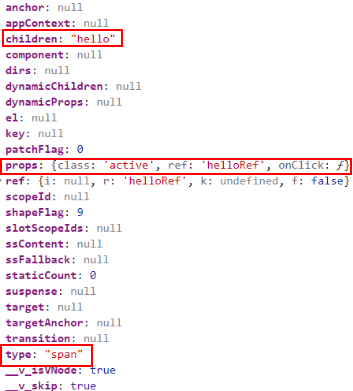 anchor: null
appContext: null
children: "hello"
component: null
dirs: null
dynamicChildren: null
dynamicProps: null
el: null
key: null
patchFlag: 0
props: {class: 'active', ref: 'helloRef', onClick: ƒ}
ref: {i: null, r: 'helloRef', k: undefined, f: false}
scopeId: null
shapeFlag: 9
slotScopeIds: null
ssContent: null
ssFallback: null
staticCount: 0
suspense: null
target: null
targetAnchor: null
transition: null
type: "span"
__v_isVNode: true
__v_skip: true